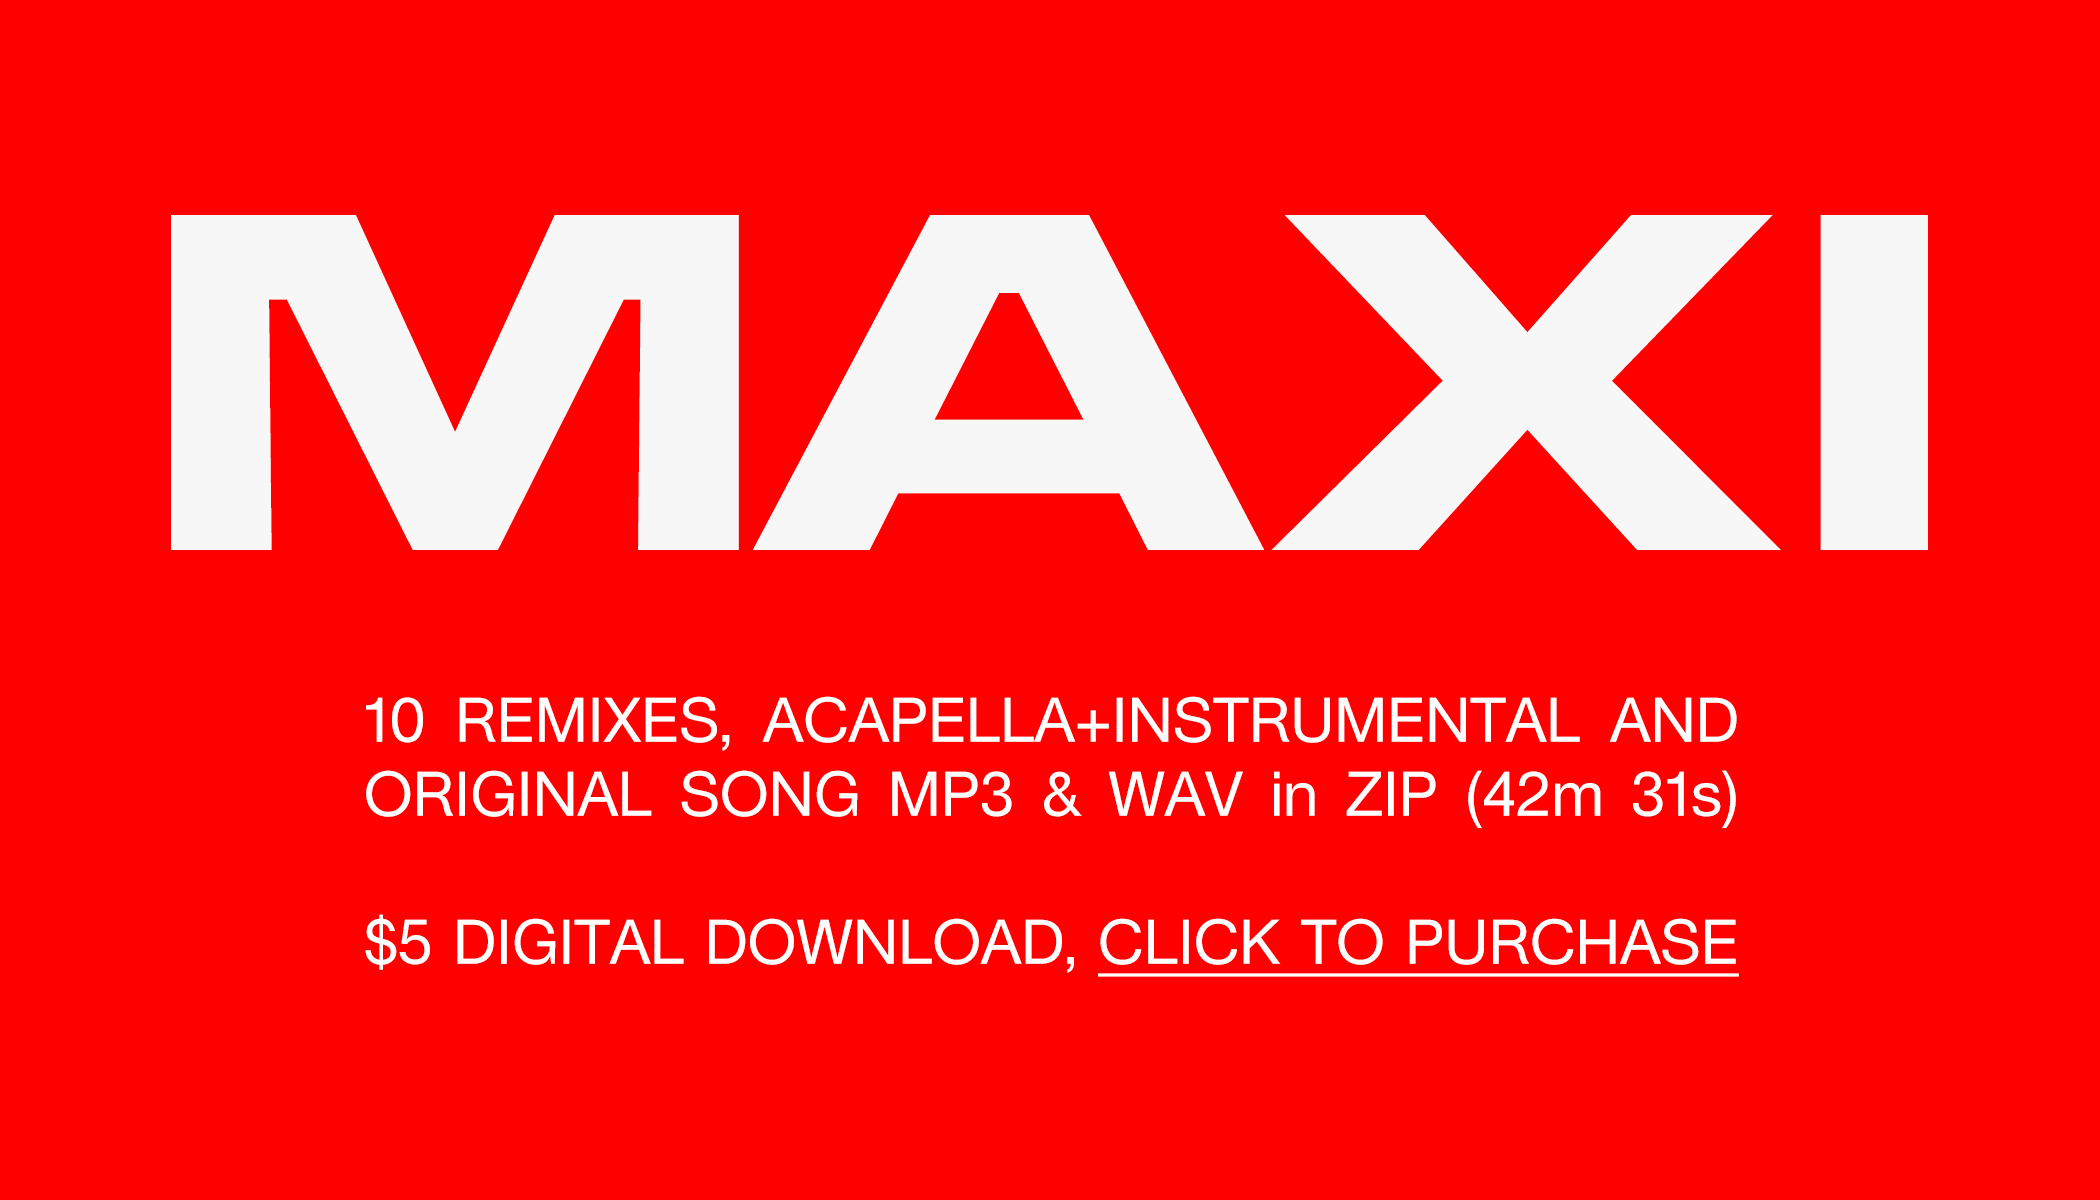 MAXI
10 REMIXES, ACAPELLA+INSTRUMENTAL AND
ORIGINAL SONG MP3 & WAV in ZIP (42m 31s)
$5 DIGITAL DOWNLOAD, CLICK TO PURCHASE